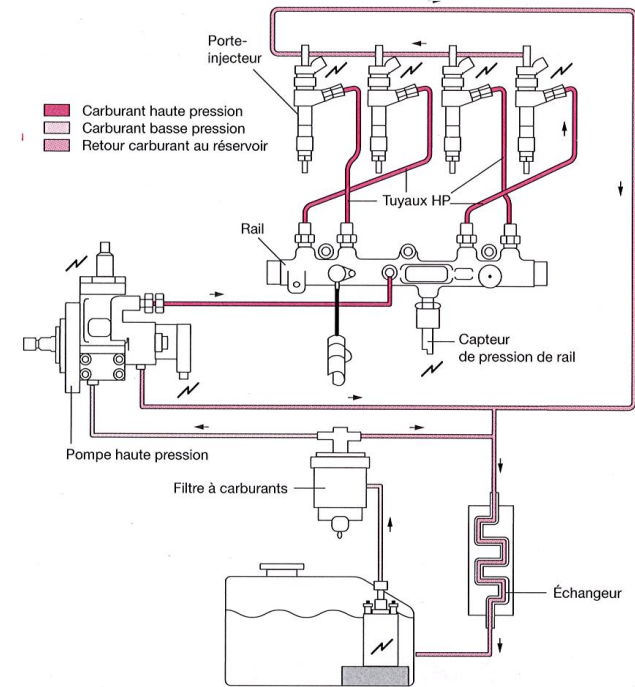 Porte-
injecteur
Carburant haute pression
Carburant basse pression
Retour carburant au réservoir
Tuyaux HP
Rail
Capteur
de pression de rail
Pompe haute pression
Filtre à carburants
Échangeur